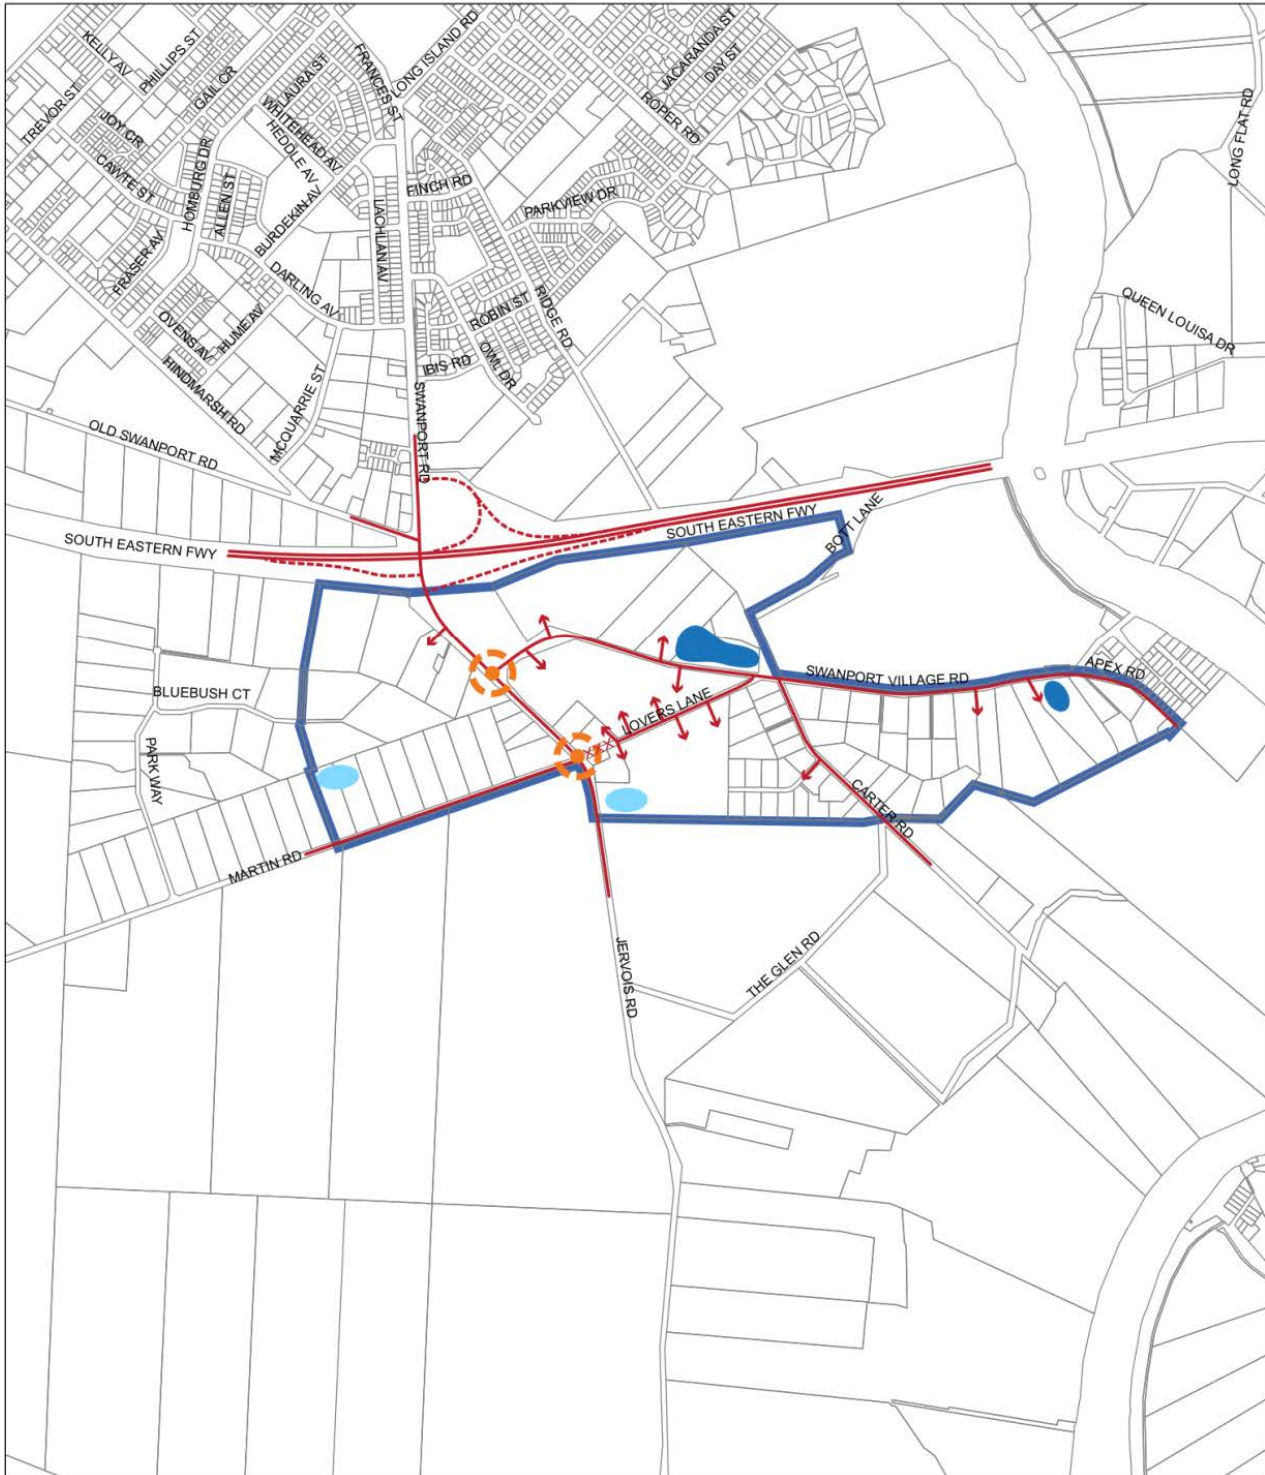 KELLY AV
PHILLIPS ST
GAIL CR
LAURA ST
WHITEHEAD AV
HEDDLE AV
FRANCES ST
LONG ISLAND RD
JACARANDA ST
DAY ST
ROPER RD
LONG FLAT RD
TREVOR ST
JOY CR
CAWTE ST
HOMBURG DR
ALLEN ST
BURDEKIN AV
LACHLAN AV
FINCH RD
PARKVIEW DR
FRASER AV
DARLING AV
OVENS AV
HUME AV
HINDMARSH RD
MCQUARRIE ST
ROBIN ST
RIDGE RD
IBIS RD
OWL DR
QUEEN LOUISA DR
SWANPORT RD
OLD SWANPORT RD
SOUTH EASTERN FWY
SOUTH EASTERN FWY
BOTT LANE
SWANPORT VILLAGE RD
APEX RD
BLUEBUSH CT
LOVERS LANE
XXX
PARK WAY
CARTER RD
MARTIN RD
JERVOIS RD
THE GLEN RD